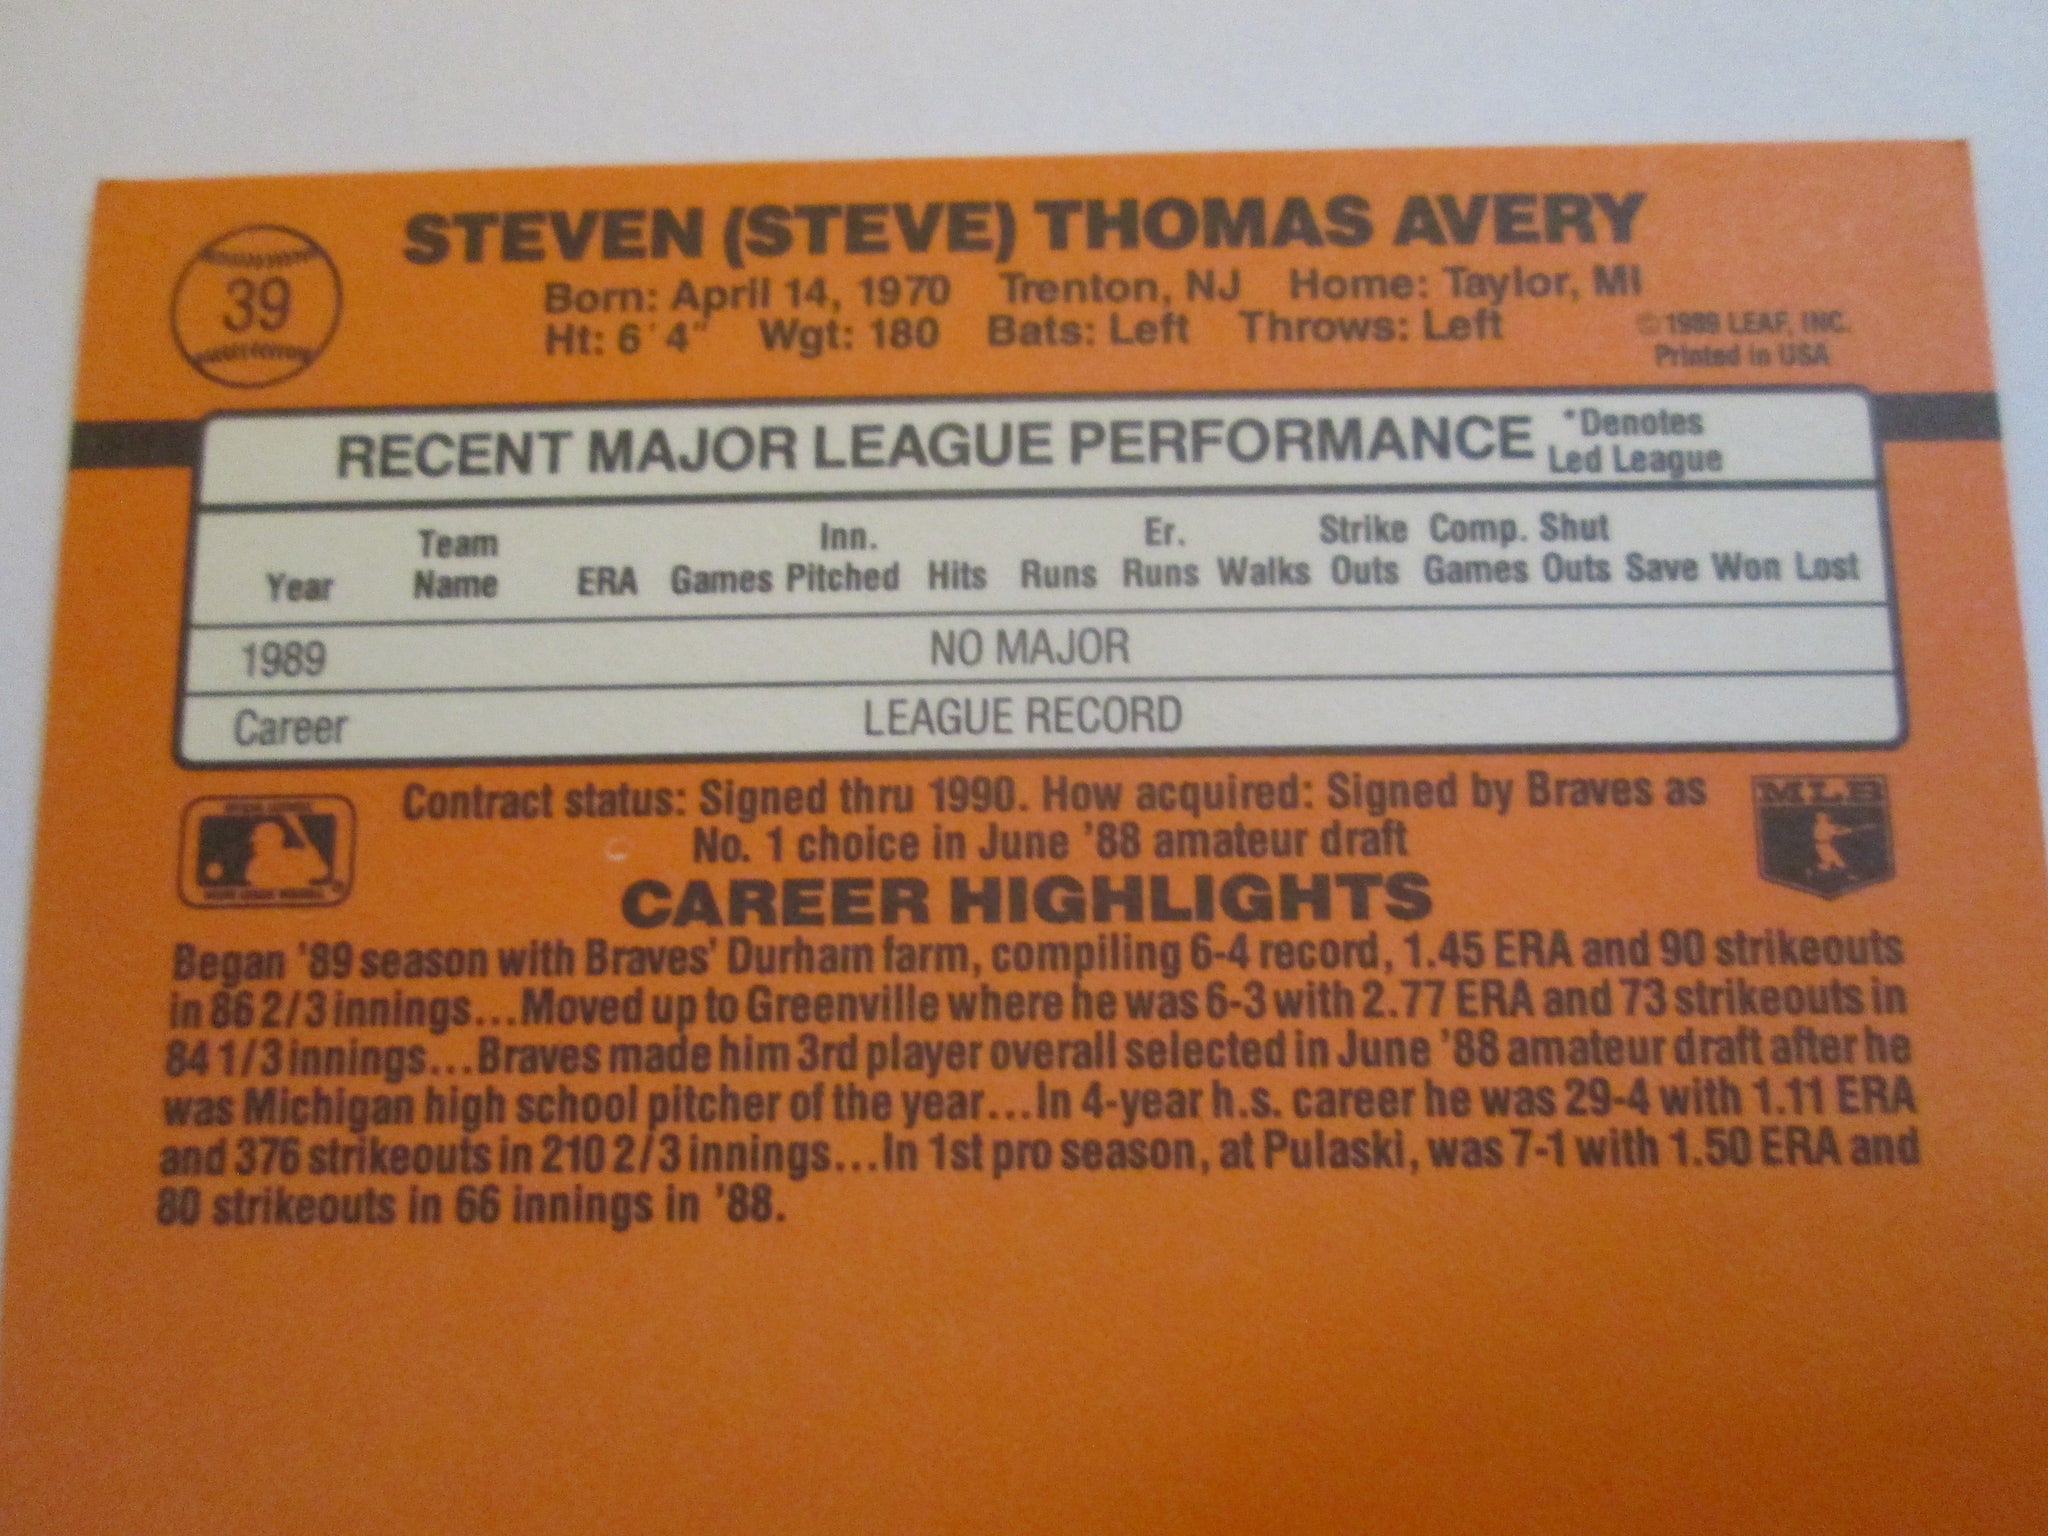 39
STEVEN (STEVE) THOMAS AVERY
Born: April 14, 1970 Trenton, NJ Home: Taylor, MI
Ht: 6' 4" Wgt: 180 Bats: Left Throws: Left
© 1989 LEAF, INC.
Printed in USA
RECENT MAJOR LEAGUE PERFORMANCE
*Denotes
Led League
Year Team Name ERA Games Inn. Pitched Hits Runs Er. Runs Walks Strike Outs Comp. Games Shut Outs Save Won Lost
1989 NO MAJOR
Career LEAGUE RECORD
Contract status: Signed thru 1990. How acquired: Signed by Braves as
No. 1 choice in June '88 amateur draft
MLB
CAREER HIGHLIGHTS
Began '89 season with Braves' Durham farm, compiling 6-4 record, 1.45 ERA and 90 strikeouts
in 86 2/3 innings...Moved up to Greenville where he was 6-3 with 2.77 ERA and 73 strikeouts in
84 1/3 innings...Braves made him 3rd player overall selected in June '88 amateur draft after he
was Michigan high school pitcher of the year...In 4-year h.s. career he was 29-4 with 1.11 ERA
and 376 strikeouts in 210 2/3 innings...In 1st pro season, at Pulaski, was 7-1 with 1.50 ERA and
80 strikeouts in 66 innings in '88.